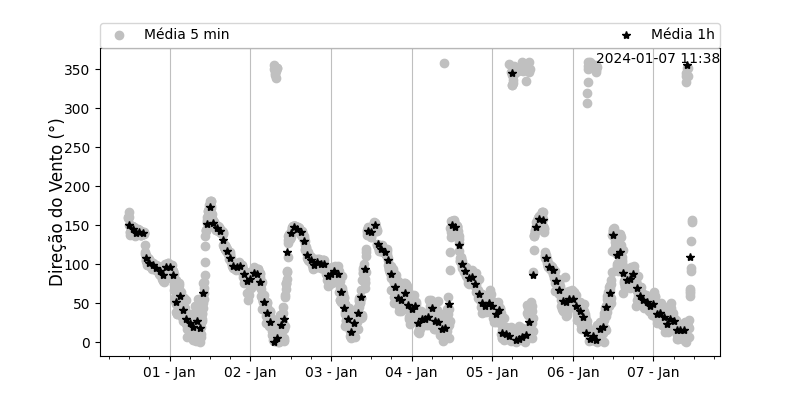 Média 5 min
Média 1h
2024-01-07 11:38
Direção do Vento (°)
350
300
250
200
150
100
50
0
01 - Jan
02 - Jan
03 - Jan
04 - Jan
05 - Jan
06 - Jan
07 - Jan